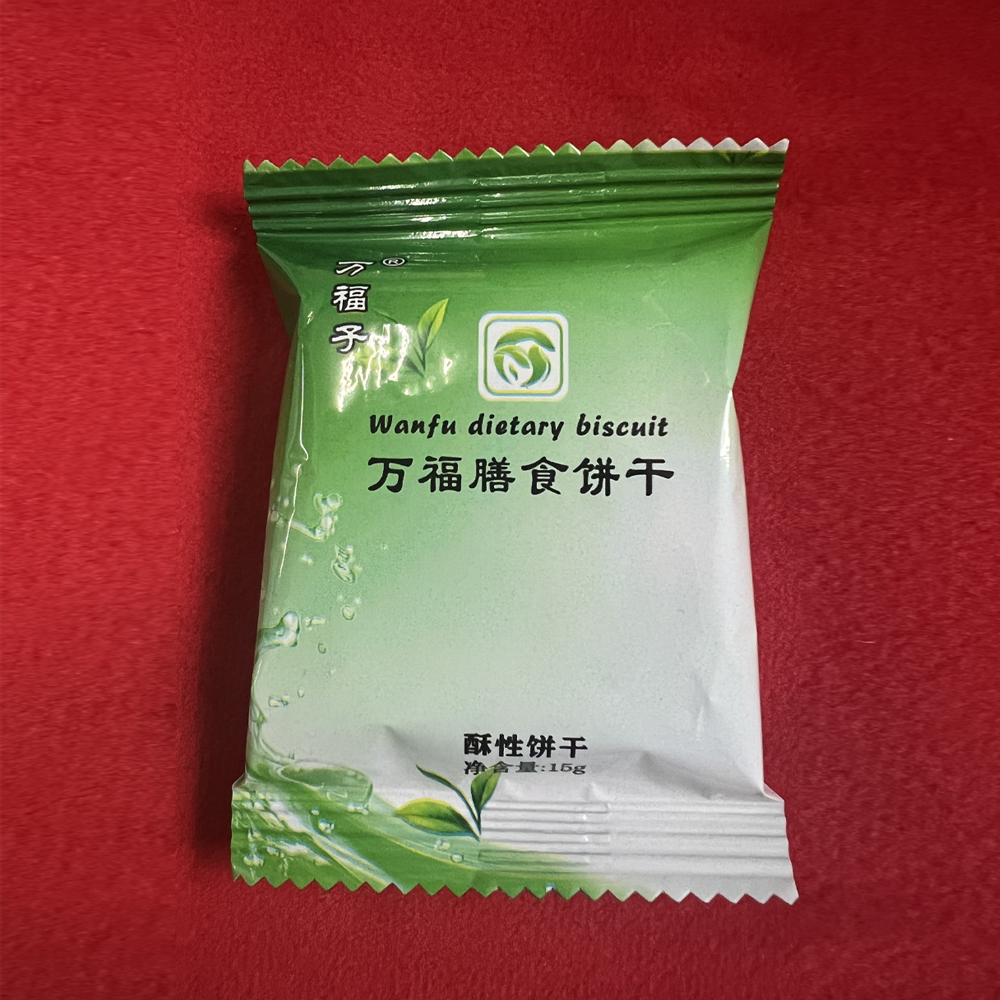 万福子®
Wanfu dietary biscuit
万福膳食饼干
酥性饼干
净含量:15g